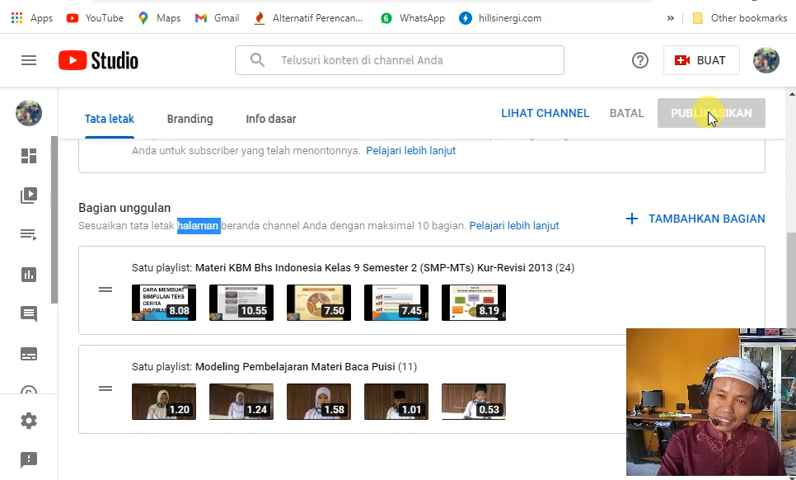 Apps YouTube Maps Gmail Alternatif Perencan... WhatsApp hillsinergi.com » Other bookmarks
Studio
Telusuri konten di channel Anda
BUAT
Tata letak Branding Info dasar LIHAT CHANNEL BATAL PUBLIKASIKAN
Anda untuk subscriber yang telah menontonnya. Pelajari lebih lanjut
Bagian unggulan
Sesuaikan tata letak halaman beranda channel Anda dengan maksimal 10 bagian. Pelajari lebih lanjut
+ TAMBAHKAN BAGIAN
Satu playlist: Materi KBM Bhs Indonesia Kelas 9 Semester 2 (SMP-MTs) Kur-Revisi 2013 (24)
CARA MEMBUAT
SIMPULAN TEKS
CERITA
8.08 10.55 7.50 7.45 8.19
Satu playlist: Modeling Pembelajaran Materi Baca Puisi (11)
1.20 1.24 1.58 1.01 0.53